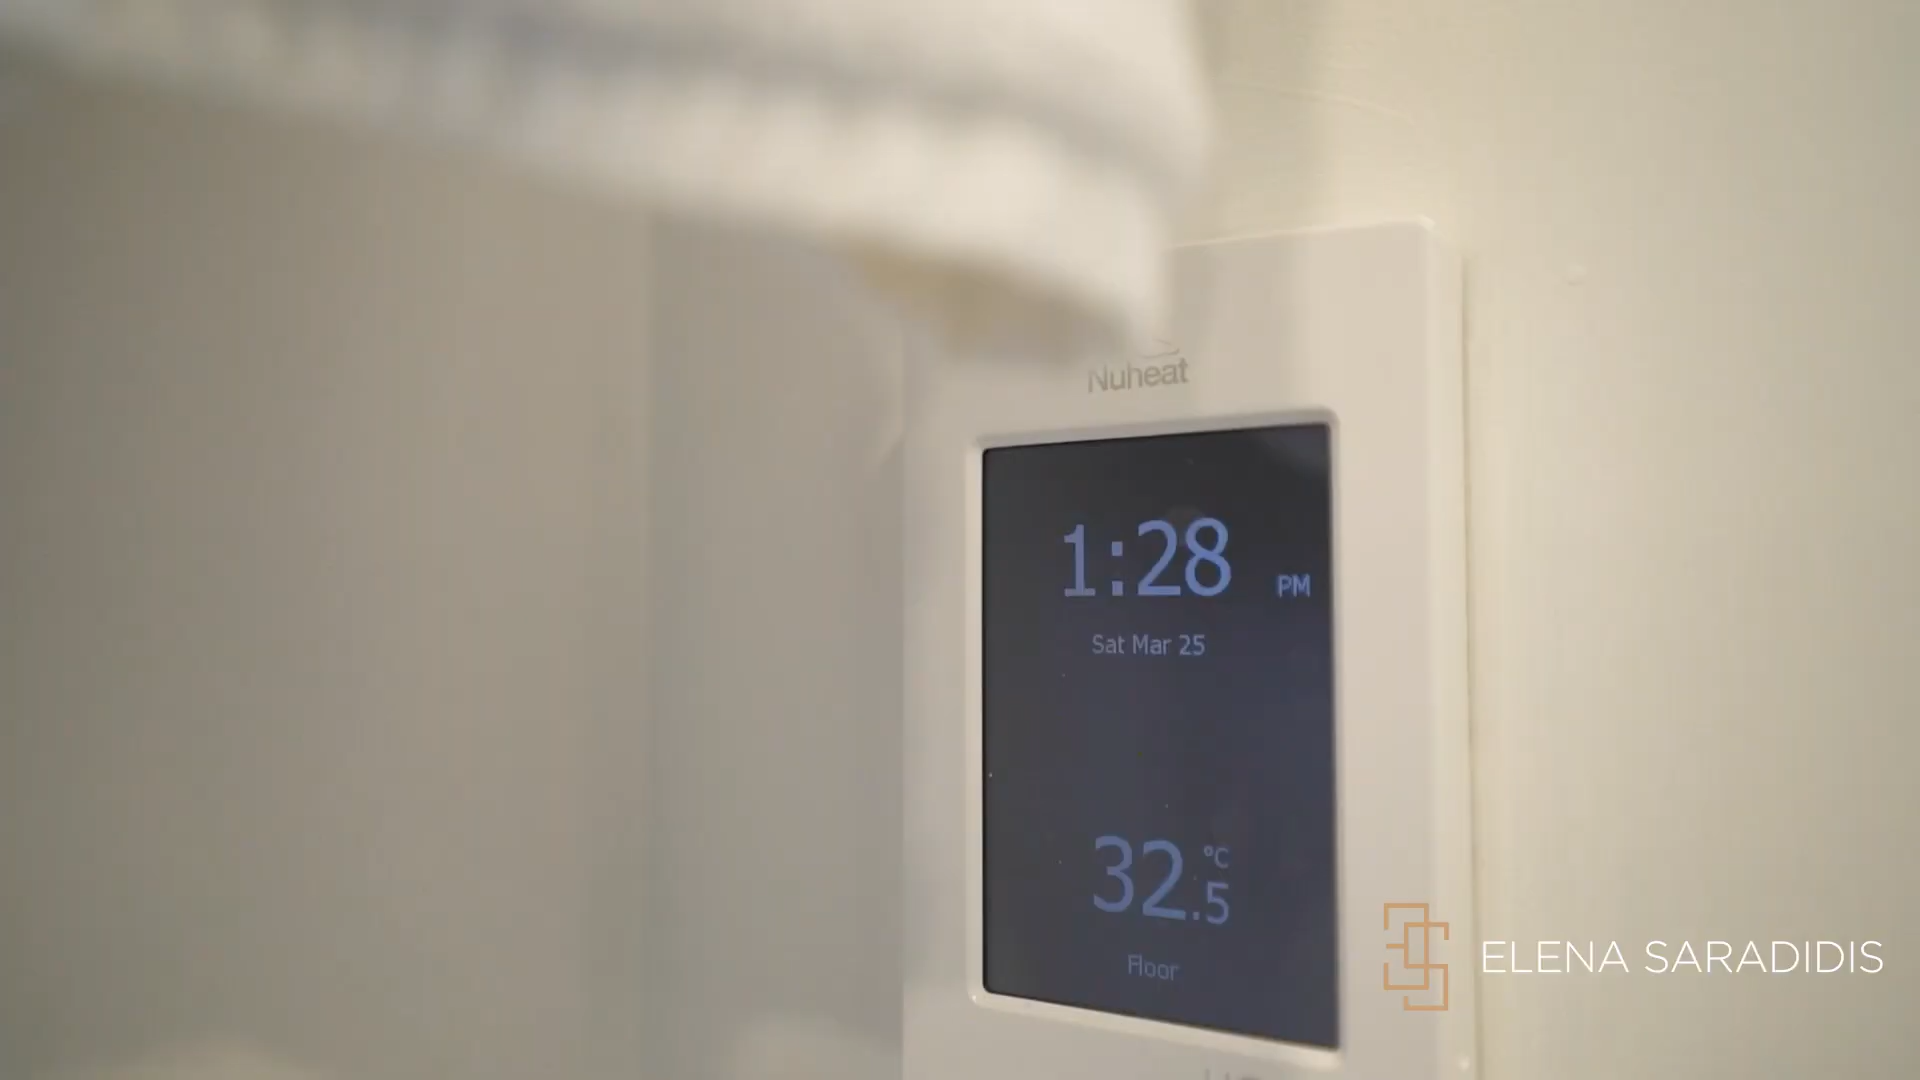 Nuheat
1:28 PM
Sat Mar 25
32.5 °C
Floor
ELENA SARADIDIS